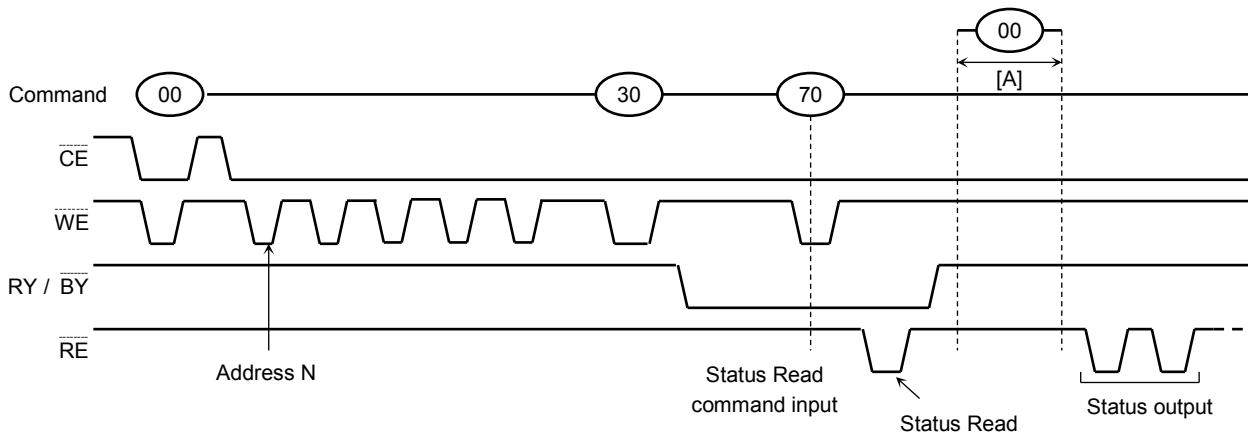 00
[A]
Command 00 30 70
CE
WE
RY / BY
RE
Address N
Status Read
command input
Status Read
Status output